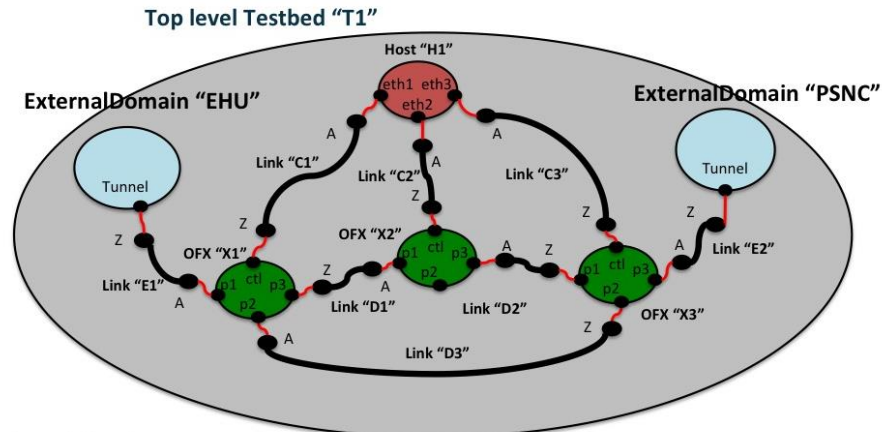 Top level Testbed “T1”
Host “H1”
eth1 eth3
eth2
ExternalDomain “EHU”
ExternalDomain “PSNC”
A
A
A
Link “C1”
Link “C2”
Link “C3”
Tunnel
Tunnel
Z
Z
Z
Z
Z
OFX “X1”
OFX “X2”
ctl
p1 p3
p2
A
Z
A
Link “E2”
Link “E1”
A
p1 ctl p3
p2
Z
Link “D1”
A
Link “D2”
p1 ctl p3
p2
OFX “X3”
A
Z
Link “D3”